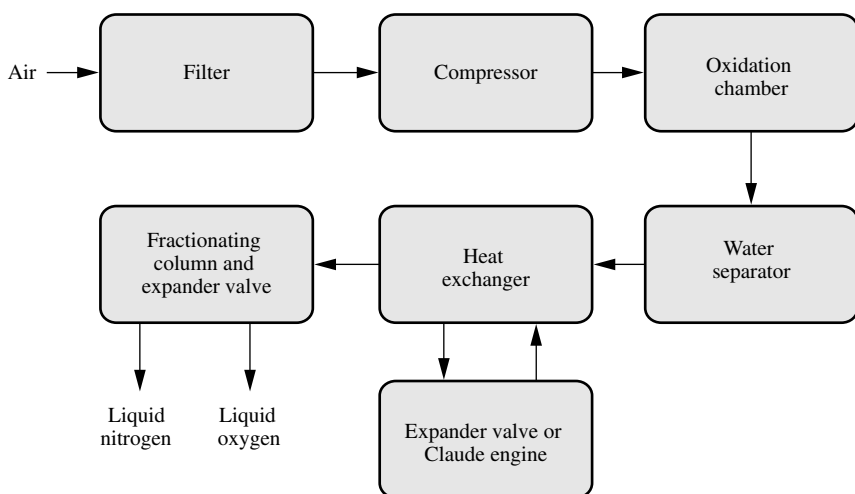 Air
Filter
Compressor
Oxidation
chamber
Fractionating
column and
expander valve
Heat
exchanger
Water
separator
Liquid
nitrogen
Liquid
oxygen
Expander valve or
Claude engine